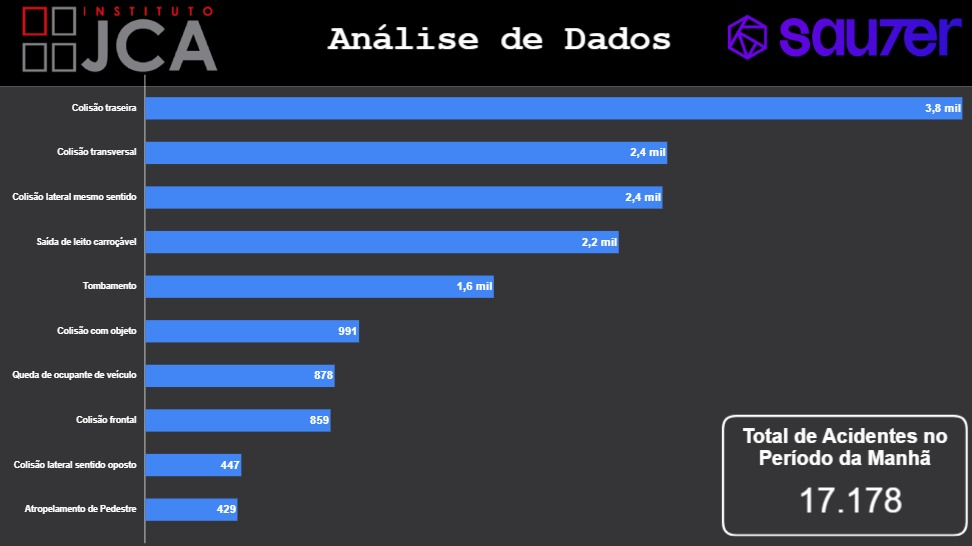 INSTITUTO
JCA
Análise de Dados
sau7er
Colisão traseira
3,8 mil
Colisão transversal
2,4 mil
Colisão lateral mesmo sentido
2,4 mil
Saída de leito carroçável
2,2 mil
Tombamento
1,6 mil
Colisão com objeto
991
Queda de ocupante de veículo
878
Colisão frontal
859
Colisão lateral sentido oposto
447
Atropelamento de Pedestre
429
Total de Acidentes no
Período da Manhã
17.178